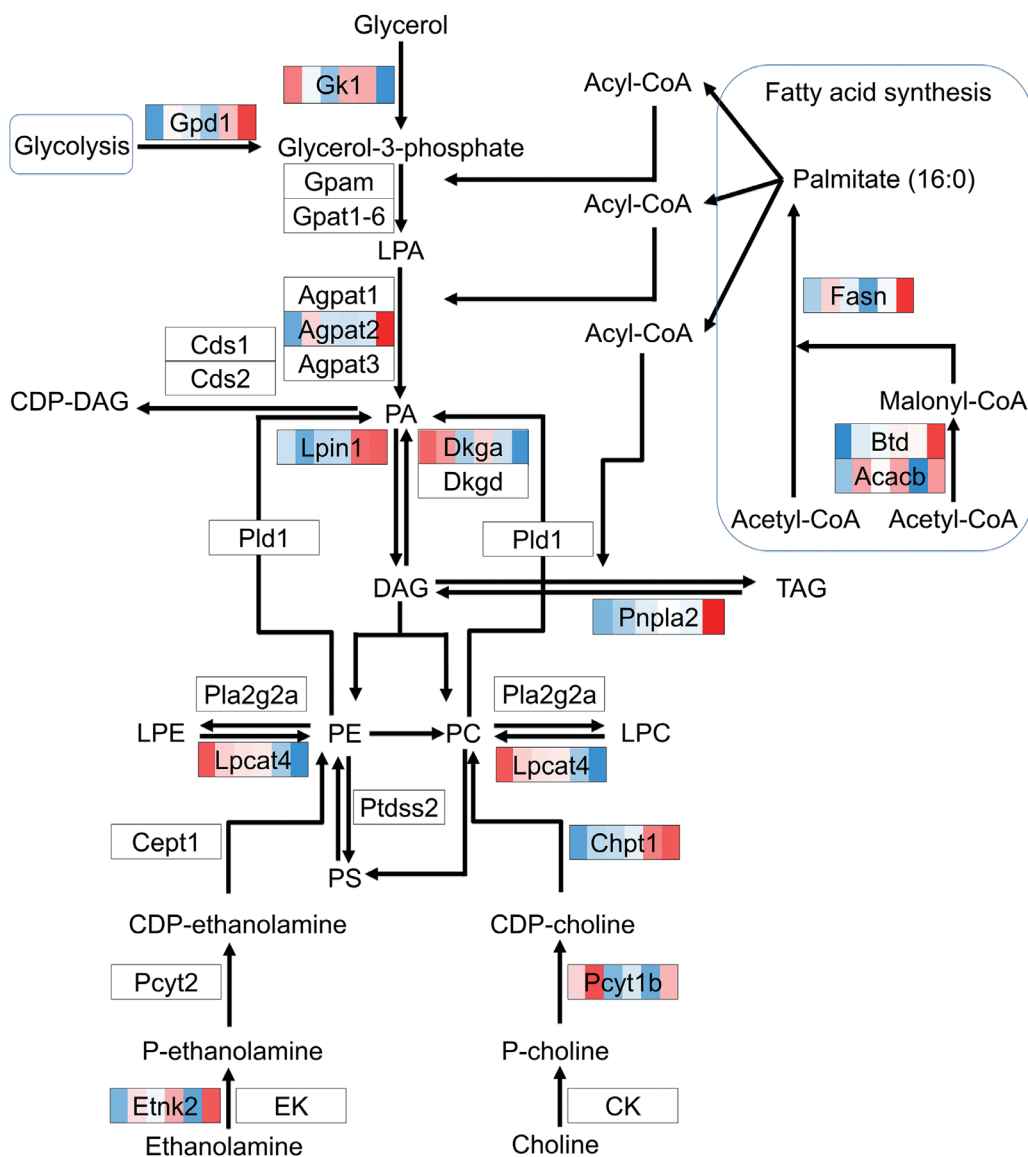 Glycerol
Gk1
Acyl-CoA
Fatty acid synthesis
Gpd1
Glycolysis
Glycerol-3-phosphate
Gpam
Gpat1-6
Palmitate (16:0)
Acyl-CoA
LPA
Agpat1
Agpat2
Agpat3
Fasn
Acyl-CoA
Cds1
Cds2
CDP-DAG
PA
Malonyl-CoA
Lpin1
Dkga
Dkgd
Btd
Acacb
Acetyl-CoA
Acetyl-CoA
Pld1
Pld1
DAG
TAG
Pnpla2
Pla2g2a
Pla2g2a
LPE
PE
PC
LPC
Lpcat4
Lpcat4
Ptdss2
Cept1
Chpt1
PS
CDP-ethanolamine
CDP-choline
Pcyt2
Pcyt1b
P-ethanolamine
P-choline
Etnk2
EK
CK
Ethanolamine
Choline